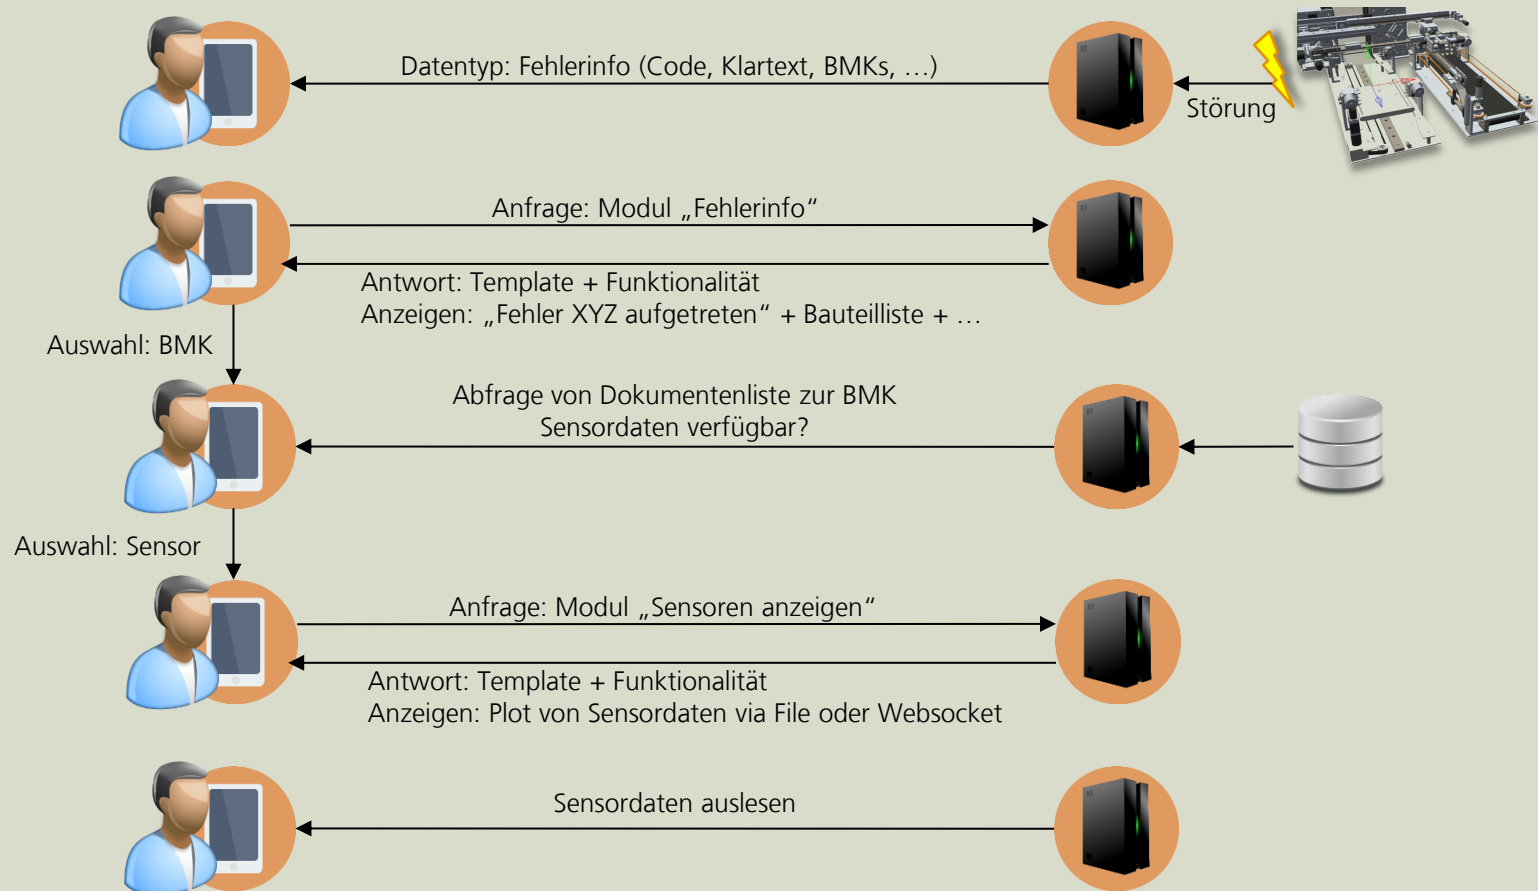 Datentyp: Fehlerinfo (Code, Klartext, BMKs, …)
Störung
Anfrage: Modul „Fehlerinfo“
Antwort: Template + Funktionalität
Anzeigen: „Fehler XYZ aufgetreten“ + Bauteilliste + …
Auswahl: BMK
Abfrage von Dokumentenliste zur BMK
Sensordaten verfügbar?
Auswahl: Sensor
Anfrage: Modul „Sensoren anzeigen“
Antwort: Template + Funktionalität
Anzeigen: Plot von Sensordaten via File oder Websocket
Sensordaten auslesen